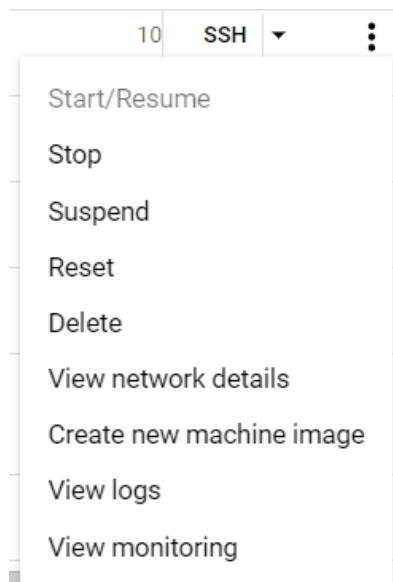 10 SSH
Start/Resume
Stop
Suspend
Reset
Delete
View network details
Create new machine image
View logs
View monitoring